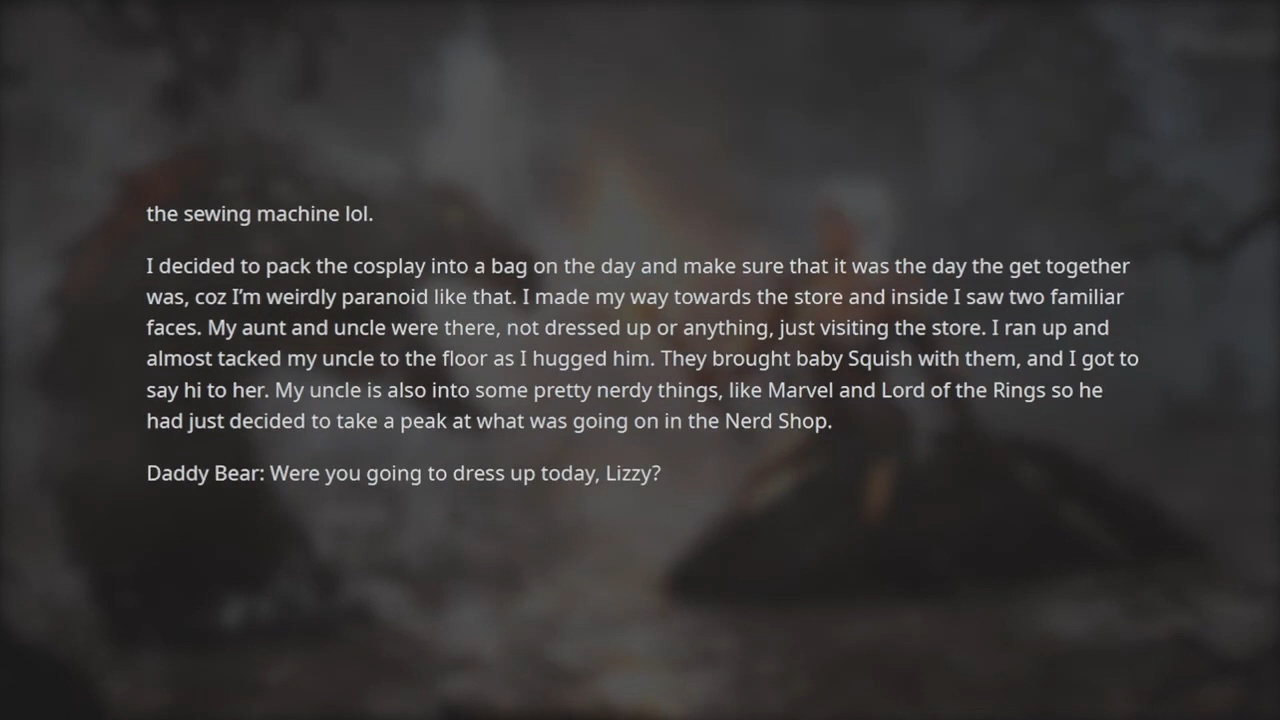 the sewing machine lol.
I decided to pack the cosplay into a bag on the day and make sure that it was the day the get together
was, coz I’m weirdly paranoid like that. I made my way towards the store and inside I saw two familiar
faces. My aunt and uncle were there, not dressed up or anything, just visiting the store. I ran up and
almost tacked my uncle to the floor as I hugged him. They brought baby Squish with them, and I got to
say hi to her. My uncle is also into some pretty nerdy things, like Marvel and Lord of the Rings so he
had just decided to take a peak at what was going on in the Nerd Shop.
Daddy Bear: Were you going to dress up today, Lizzy?